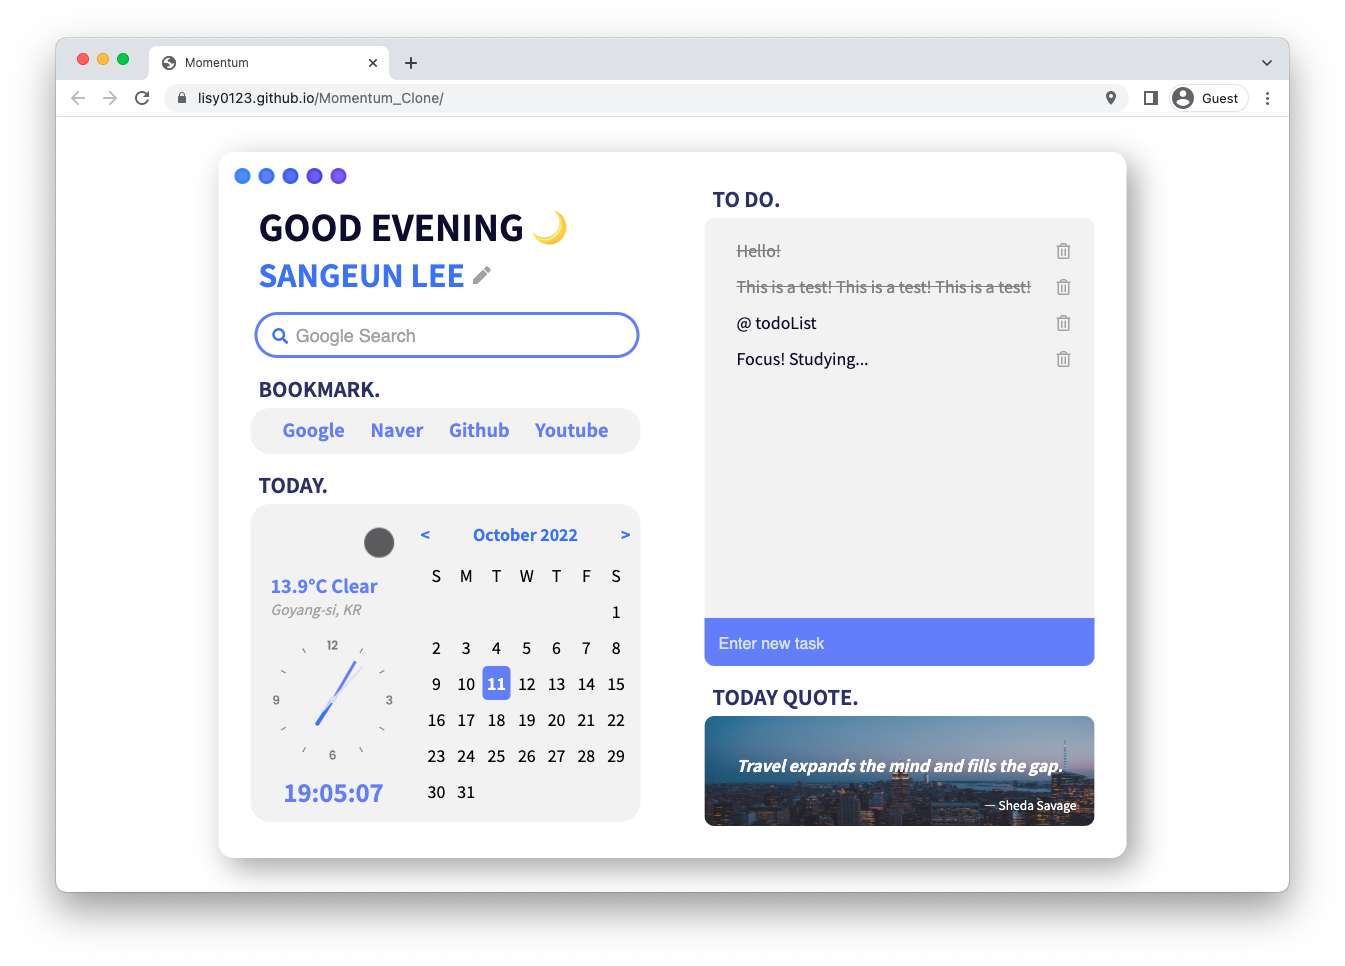 Momentum
lisy0123.github.io/Momentum_Clone/
Guest
GOOD EVENING
SANGEUN LEE
Google Search
BOOKMARK.
Google Naver Github Youtube
TODAY.
13.9°C Clear
Goyang-si, KR
12
9 3
6
19:05:07
< October 2022 >
S M T W T F S
1
2 3 4 5 6 7 8
9 10 11 12 13 14 15
16 17 18 19 20 21 22
23 24 25 26 27 28 29
30 31
TO DO.
Hello!
This is a test! This is a test! This is a test!
@ todoList
Focus! Studying...
Enter new task
TODAY QUOTE.
Travel expands the mind and fills the gap.
— Sheda Savage